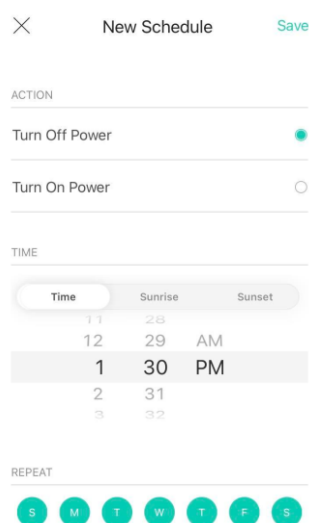 New Schedule Save
ACTION
Turn Off Power
Turn On Power
TIME
Time Sunrise Sunset
11 28
12 29 AM
1 30 PM
2 31
3 32
REPEAT
S M T W T F S